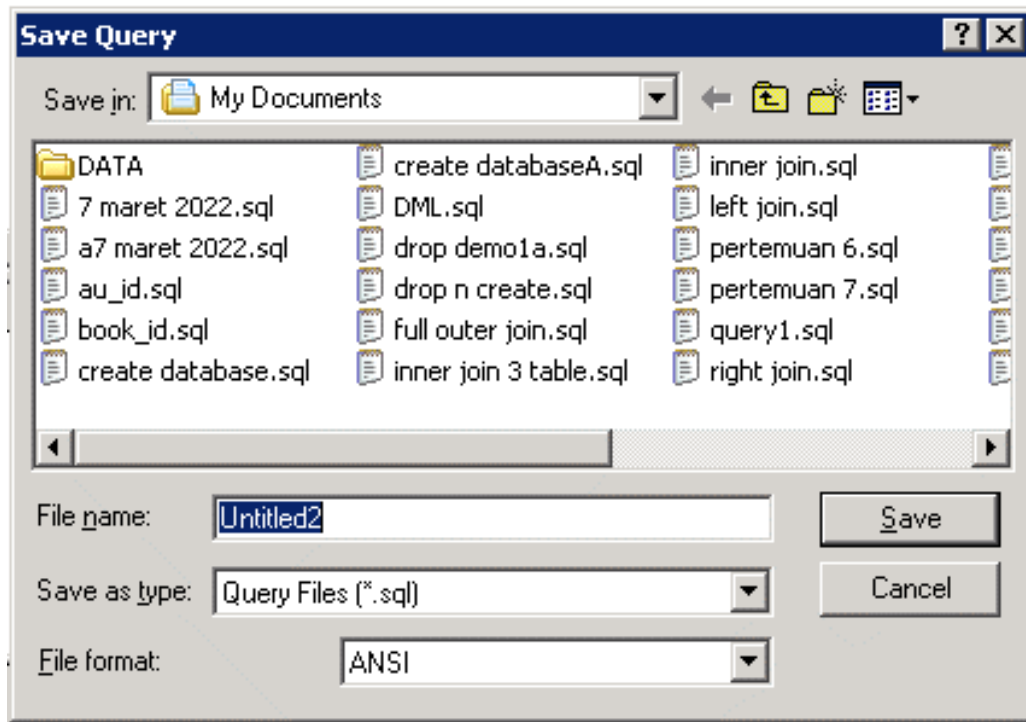 Save Query
Save in: My Documents
DATA create databaseA.sql inner join.sql
7 maret 2022.sql DML.sql left join.sql
a7 maret 2022.sql drop demo1a.sql pertemuan 6.sql
au_id.sql drop n create.sql pertemuan 7.sql
book_id.sql full outer join.sql query1.sql
create database.sql inner join 3 table.sql right join.sql
File name: Untitled2 Save
Save as type: Query Files (*.sql) Cancel
File format: ANSI